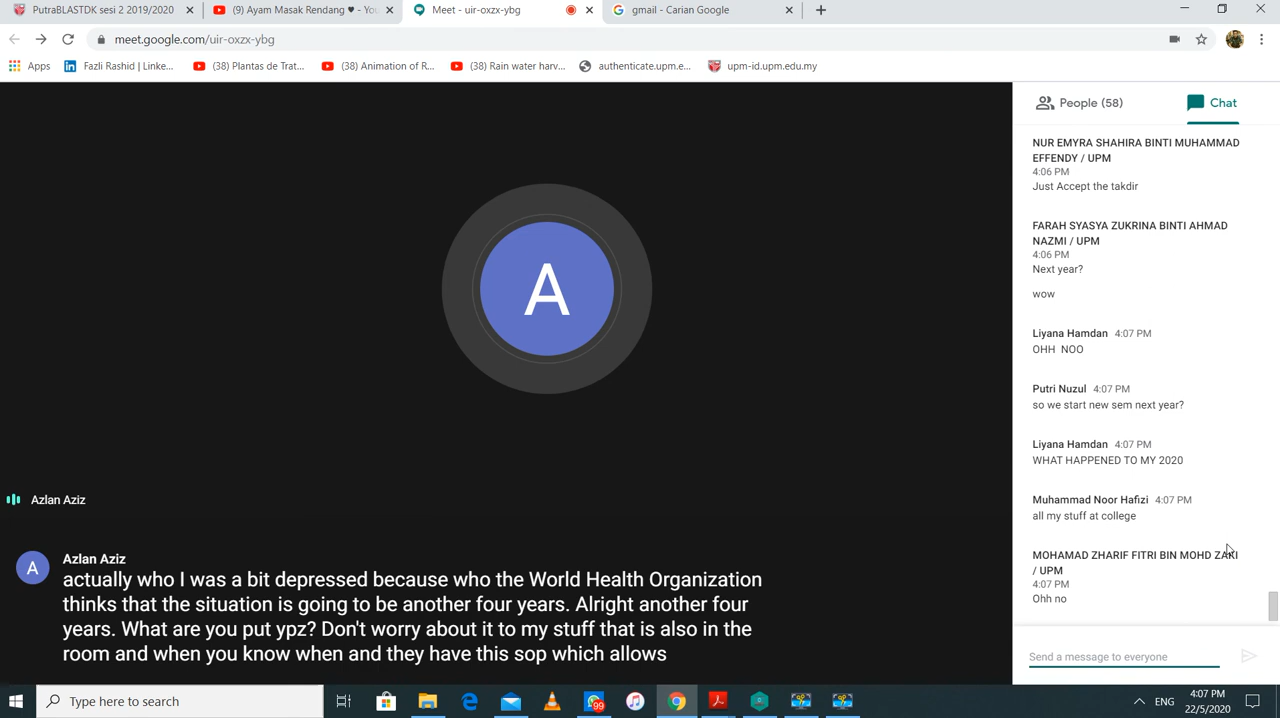 PutraBLASTDK sesi 2 2019/2020
(9) Ayam Masak Rendang ♥ - You
Meet - uir-oxzx-ybg
gmail - Carian Google
meet.google.com/uir-oxzx-ybg
Apps
Fazli Rashid | Linke...
(38) Plantas de Trat...
(38) Animation of R...
(38) Rain water harv...
authenticate.upm.e...
upm-id.upm.edu.my
People (58)
Chat
NUR EMYRA SHAHIRA BINTI MUHAMMAD
EFFENDY / UPM
4:06 PM
Just Accept the takdir
FARAH SYASYA ZUKRINA BINTI AHMAD
NAZMI / UPM
4:06 PM
Next year?
wow
Liyana Hamdan 4:07 PM
OHH NOO
Putri Nuzul 4:07 PM
so we start new sem next year?
Liyana Hamdan 4:07 PM
WHAT HAPPENED TO MY 2020
Muhammad Noor Hafizi 4:07 PM
all my stuff at college
MOHAMAD ZHARIF FITRI BIN MOHD ZAKI
/ UPM
4:07 PM
Ohh no
Send a message to everyone
A
Azlan Aziz
A
Azlan Aziz
actually who I was a bit depressed because who the World Health Organization
thinks that the situation is going to be another four years. Alright another four
years. What are you put ypz? Don't worry about it to my stuff that is also in the
room and when you know when and they have this sop which allows
Type here to search
99
ENG
4:07 PM
22/5/2020